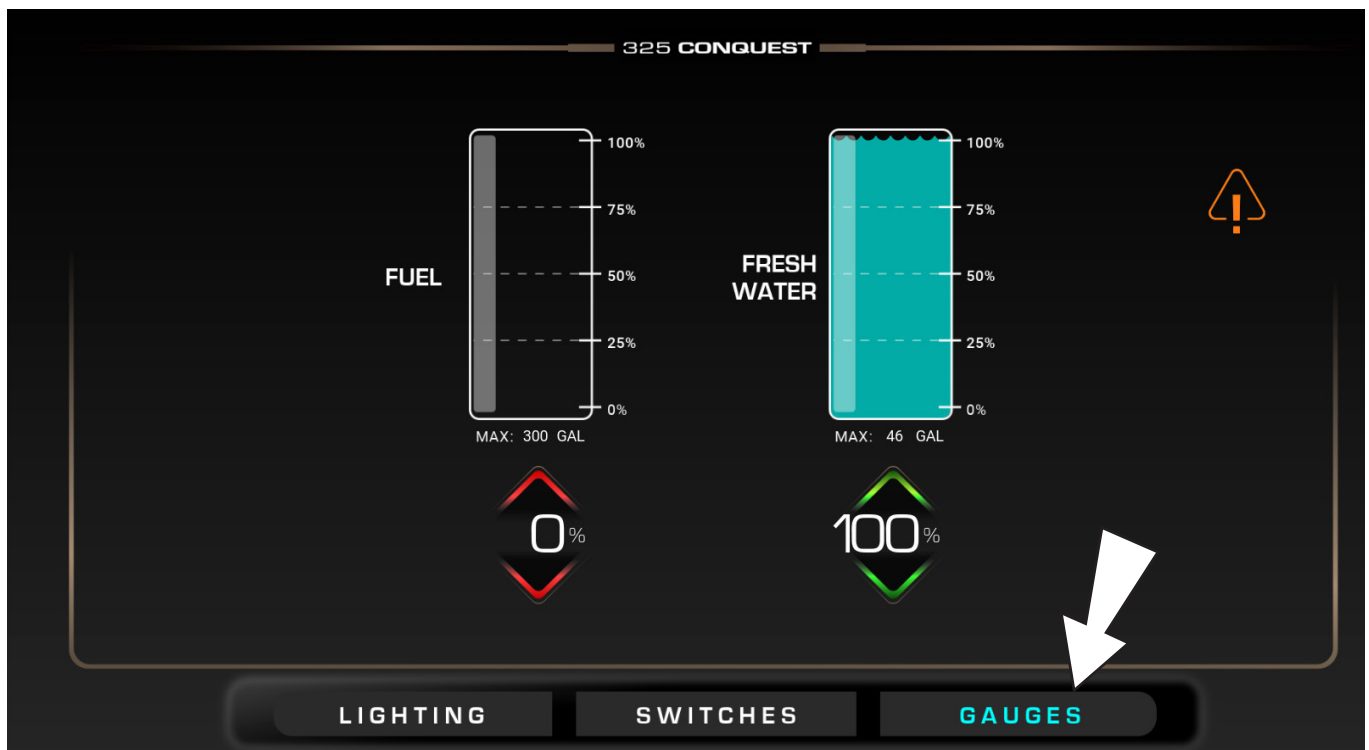 325 CONQUEST
FUEL
100%
75%
50%
25%
0%
MAX: 300 GAL
0%
FRESH
WATER
100%
75%
50%
25%
0%
MAX: 46 GAL
100%
LIGHTING
SWITCHES
GAUGES